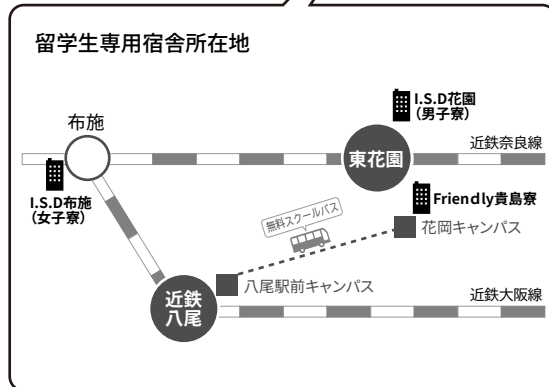 留学生専用宿舎所在地
I.S.D花園
（男子寮）
布施
近鉄奈良線
東花園
I.S.D布施
（女子寮）
Friendly貴島寮
無料スクールバス
花岡キャンパス
八尾駅前キャンパス
近鉄
八尾
近鉄大阪線